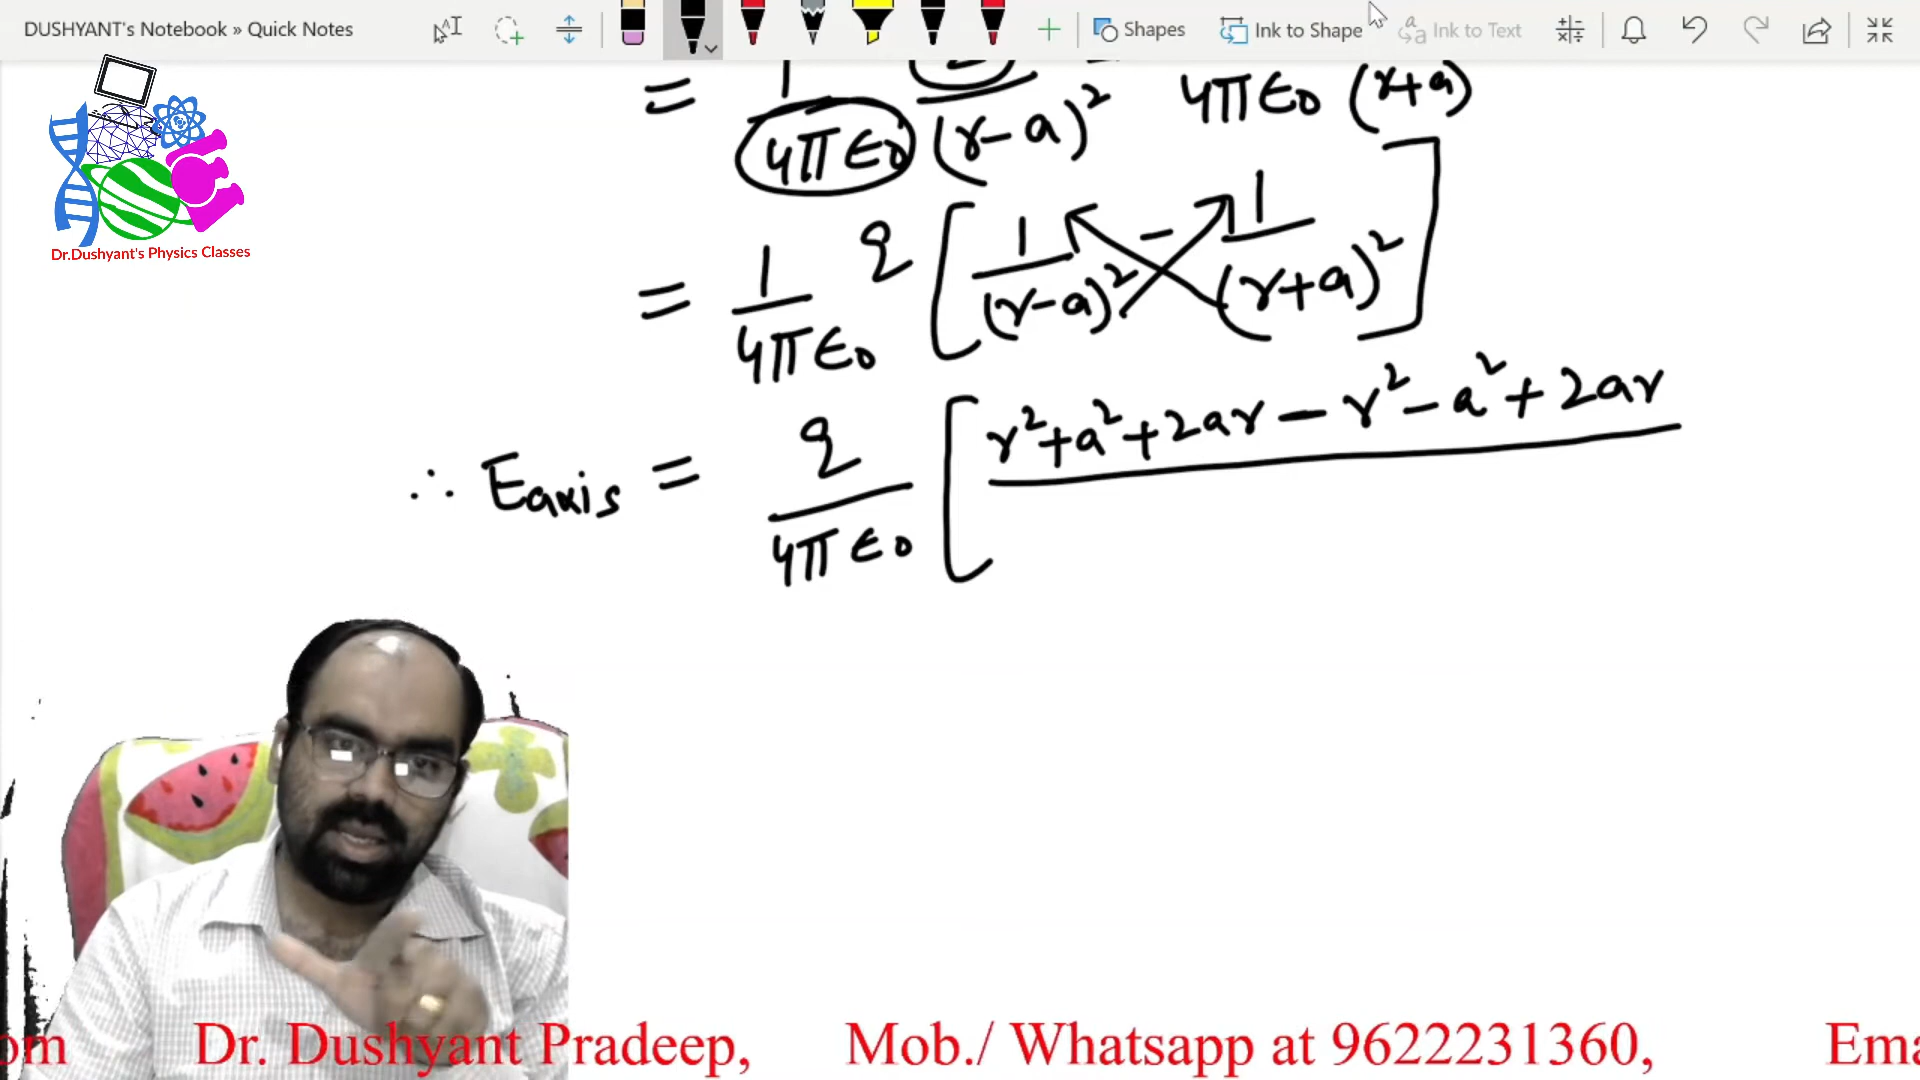 DUSHYANT's Notebook » Quick Notes
Shapes
Ink to Shape
Ink to Text
= 1 / 4πε₀ (r-a)² 4πε₀ (r+a)
= 1/4πε₀ q [ 1/(r-a)² - 1/(r+a)² ]
∴ Eaxis = q/4πε₀ [ r²+a²+2ar - r²-a²+2ar
Dr.Dushyant's Physics Classes
om Dr. Dushyant Pradeep, Mob./ Whatsapp at 9622231360, Ema